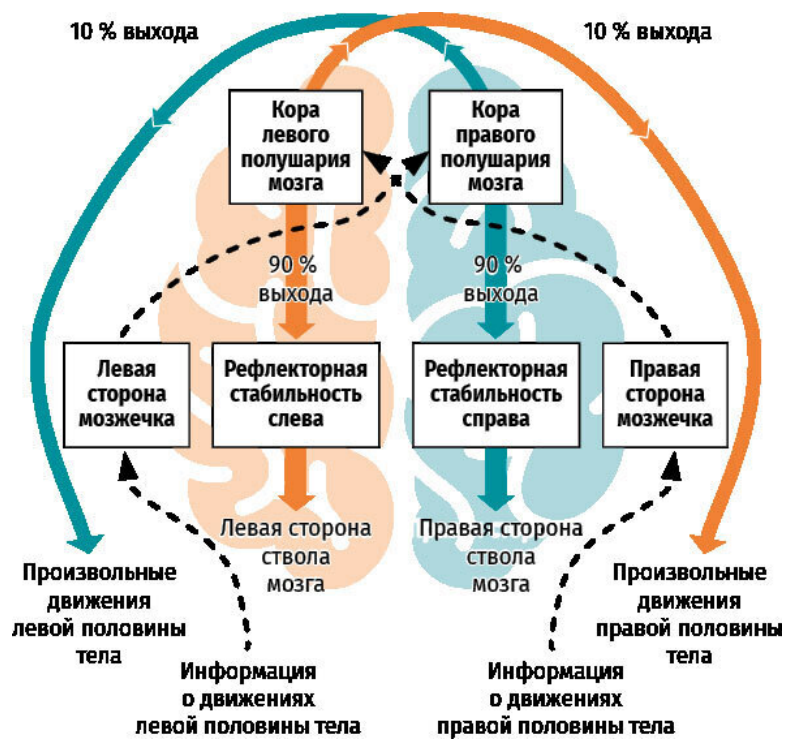 10 % выхода
10 % выхода
Кора
левого
полушария
мозга
Кора
правого
полушария
мозга
90 %
выхода
90 %
выхода
Левая
сторона
мозжечка
Рефлекторная
стабильность
слева
Рефлекторная
стабильность
справа
Правая
сторона
мозжечка
Левая сторона
ствола
мозга
Правая сторона
ствола
мозга
Произвольные
движения
левой половины
тела
Произвольные
движения
правой половины
тела
Информация
о движениях
левой половины тела
Информация
о движениях
правой половины тела